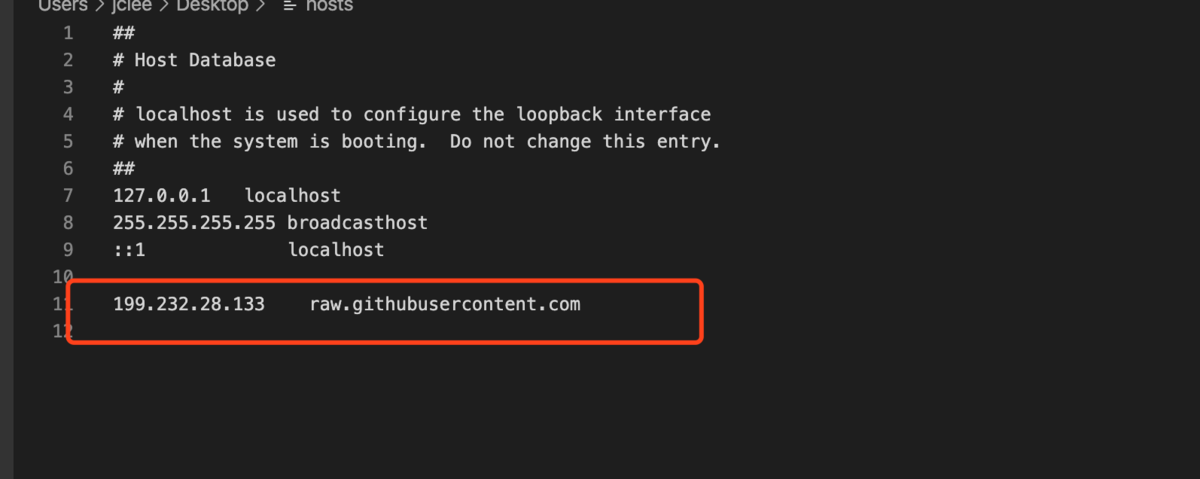 Users > jclee > Desktop > hosts
1 ##
2 # Host Database
3 #
4 # localhost is used to configure the loopback interface
5 # when the system is booting.  Do not change this entry.
6 ##
7 127.0.0.1   localhost
8 255.255.255.255 broadcasthost
9 ::1             localhost
10
11 199.232.28.133    raw.githubusercontent.com
12